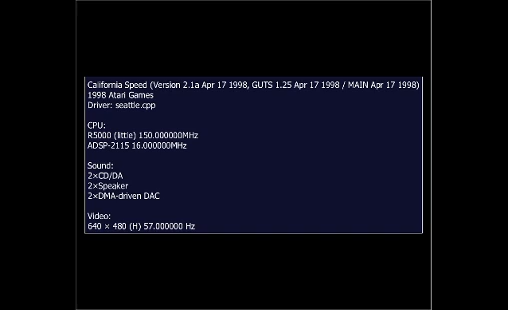 California Speed (Version 2.1a Apr 17 1998, GUTS 1.25 Apr 17 1998 / MAIN Apr 17 1998)
1998 Atari Games
Driver: seattle.cpp
CPU:
R5000 (little) 150.000000MHz
ADSP-2115 16.000000MHz
Sound:
2×CD/DA
2×Speaker
2×DMA-driven DAC
Video:
640 × 480 (H) 57.000000 Hz